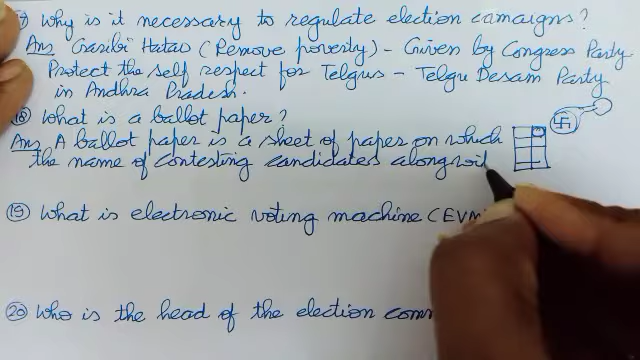 Why is it necessary to regulate election camaigns?
Ans Garibi Hatao (Remove poverty) - Given by Congress Party
Protect the self respect for Telgus - Telgu Desam Party
in Andhra Pradesh.
(18) What is a ballot paper?
Ans A ballot paper is a sheet of paper on which
the name of contesting candidates alongwit
(19) What is electronic voting machine (EVM
(20) Who is the head of the election com